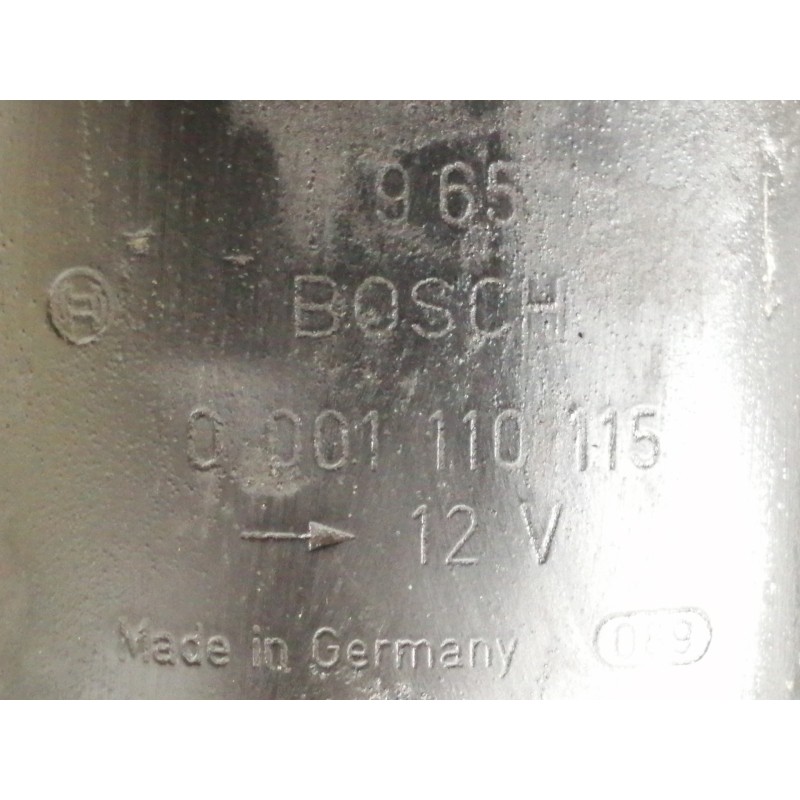 965
BOSCH
0 001 110 115
→ 12 V
Made in Germany